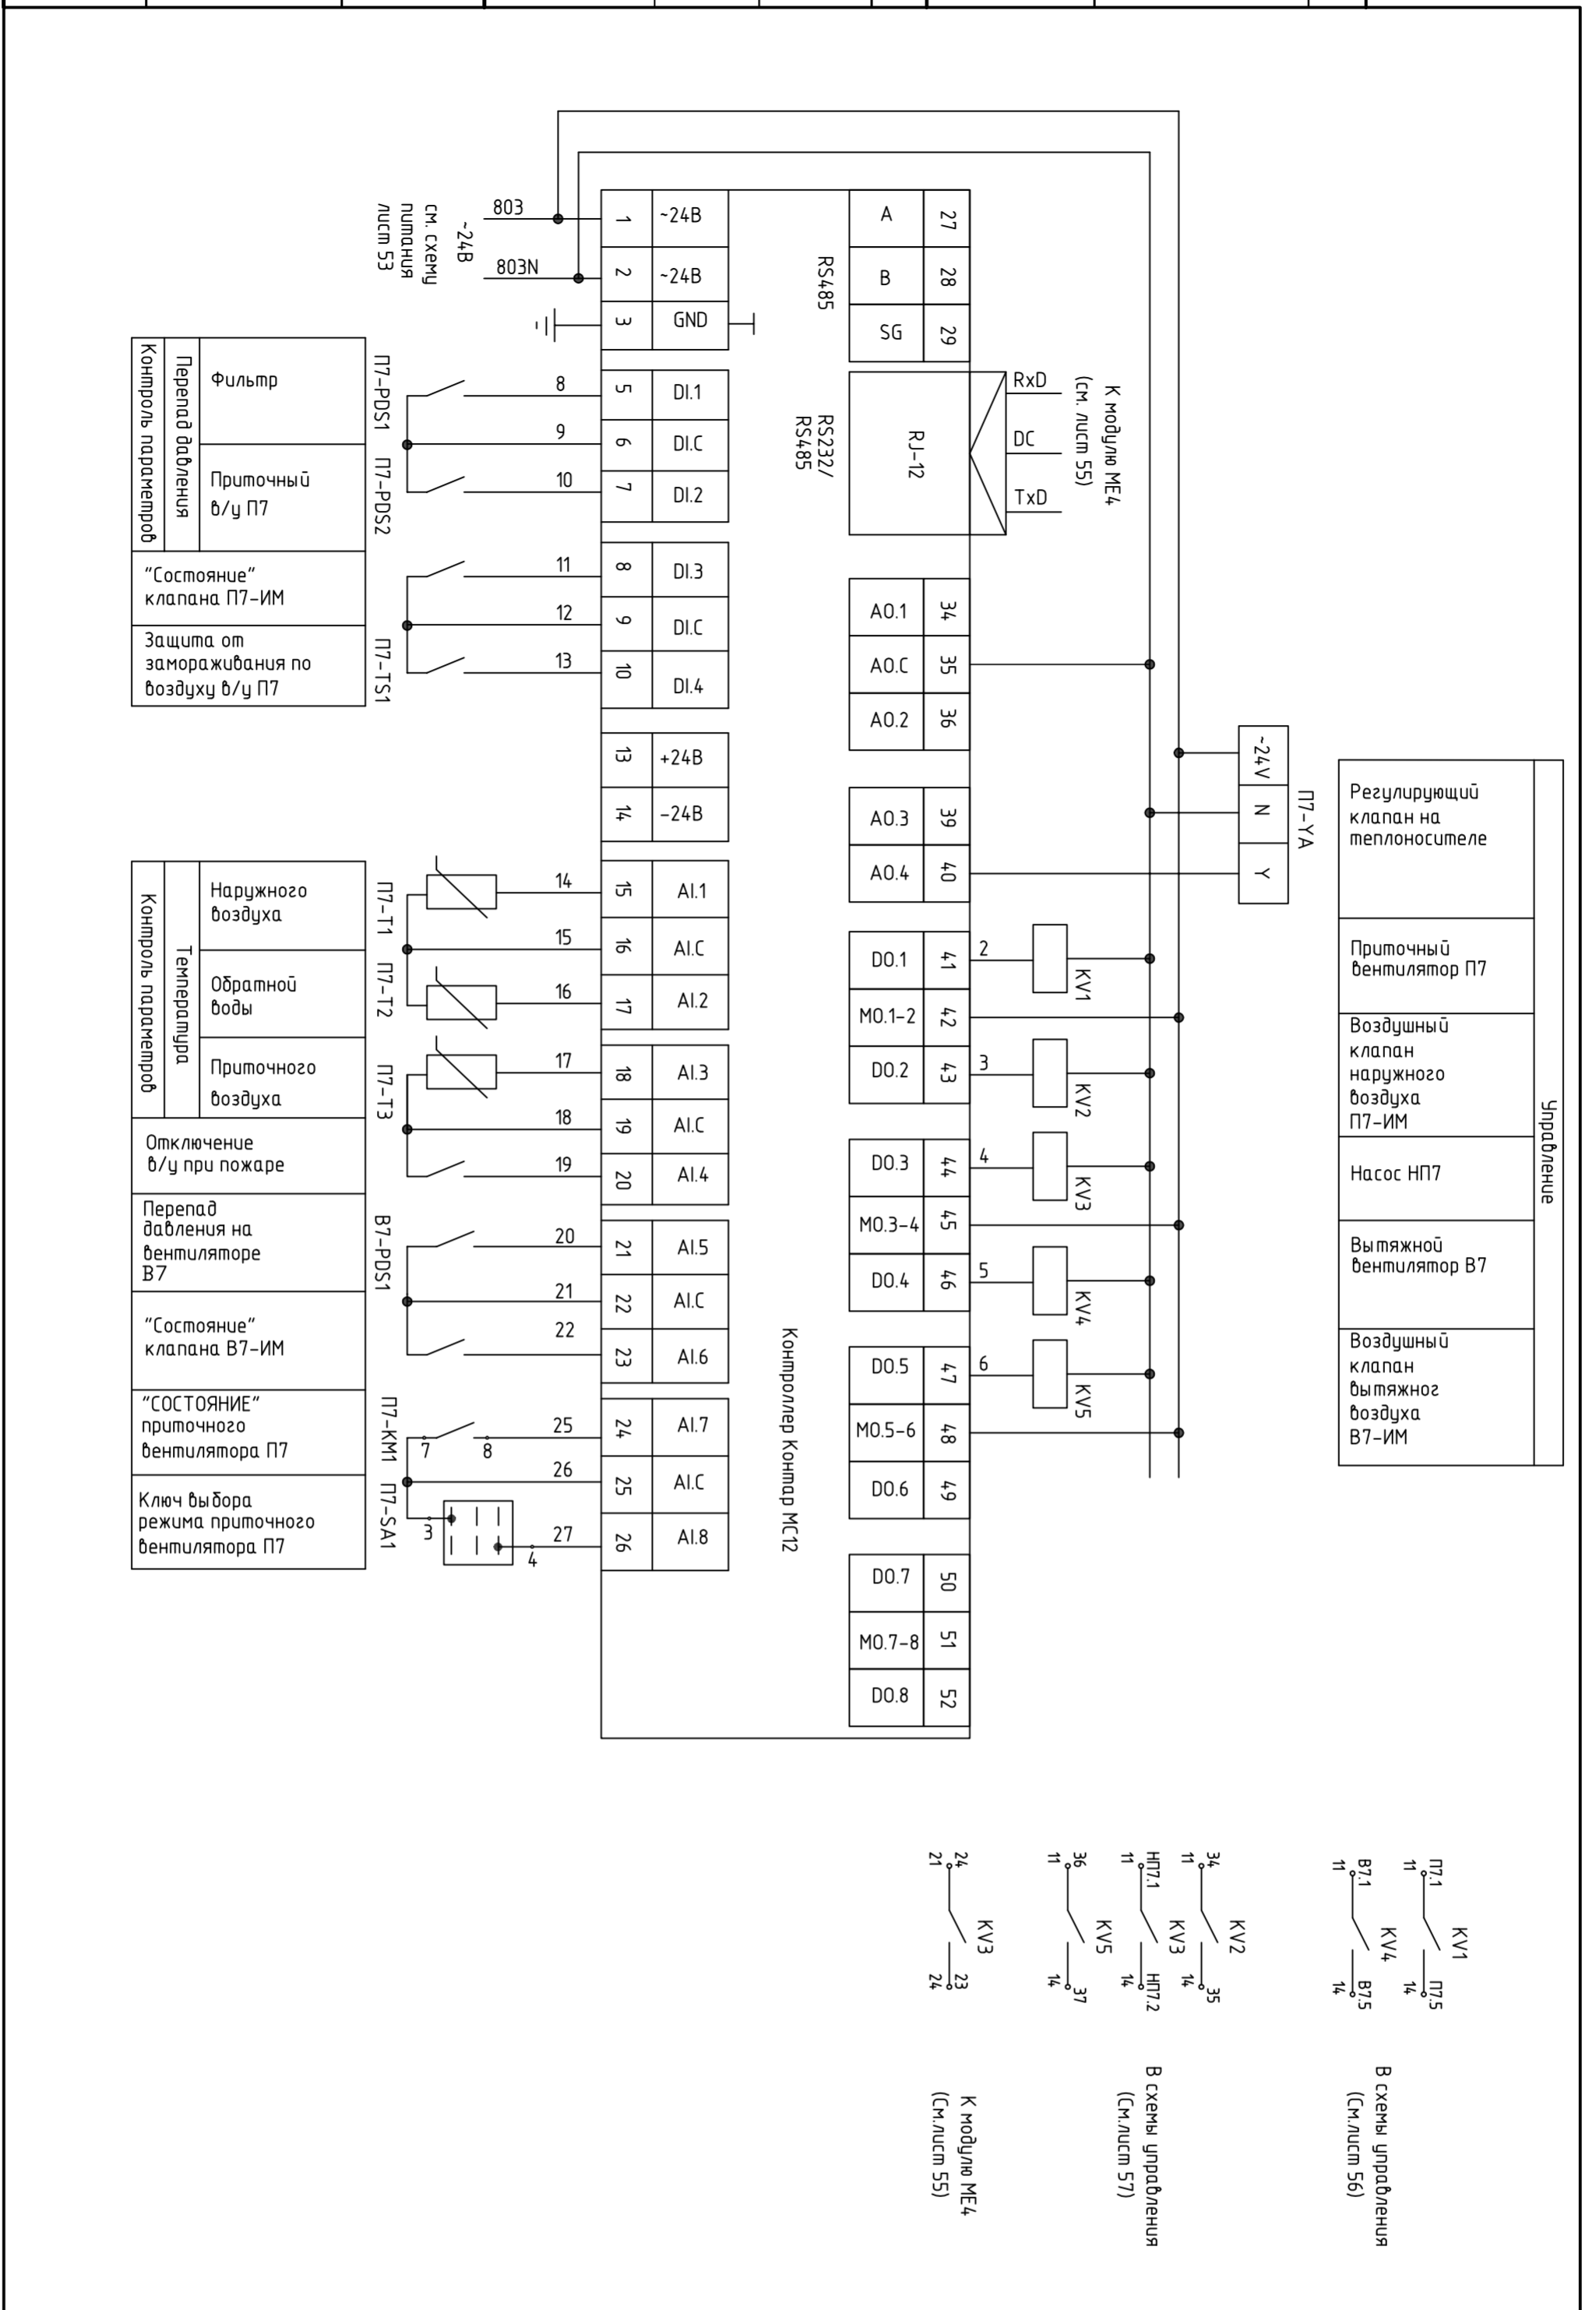 803
803N
~24В
см. схему
питания
лист 53
1
~24В
2
~24В
3
GND
8
5
DI.1
9
6
DI.C
10
7
DI.2
11
8
DI.3
12
9
DI.C
13
10
DI.4
13
+24В
14
-24В
14
15
AI.1
15
16
AI.C
16
17
AI.2
17
18
AI.3
18
19
AI.C
19
20
AI.4
20
21
AI.5
21
22
AI.C
22
23
AI.6
25
24
AI.7
26
25
AI.C
27
26
AI.8
7
8
3
4
П7-PDS1
П7-PDS2
П7-TS1
П7-Т1
П7-Т2
П7-Т3
В7-PDS1
П7-КМ1
П7-SA1
Контроль параметров
Перепад давления
Фильтр
Приточный
в/у П7
"Состояние"
клапана П7-ИМ
Защита от
замораживания по
воздуху в/у П7
Контроль параметров
Температура
Наружного
воздуха
Обратной
воды
Приточного
воздуха
Отключение
в/у при пожаре
Перепад
давления на
вентиляторе
В7
"Состояние"
клапана В7-ИМ
"СОСТОЯНИЕ"
приточного
вентилятора П7
Ключ выбора
режима приточного
вентилятора П7
Контроллер Контар МС12
RS485
A
27
B
28
SG
29
RS232/
RS485
RJ-12
RxD
DC
TxD
К модулю МЕ4
(см. лист 55)
AO.1
34
AO.C
35
AO.2
36
AO.3
39
AO.4
40
DO.1
41
2
KV1
MO.1-2
42
DO.2
43
3
KV2
DO.3
44
4
KV3
MO.3-4
45
DO.4
46
5
KV4
DO.5
47
6
KV5
MO.5-6
48
DO.6
49
DO.7
50
MO.7-8
51
DO.8
52
~24V
N
Y
П7-YA
Управление
Регулирующий
клапан на
теплоносителе
Приточный
вентилятор П7
Воздушный
клапан
наружного
воздуха
П7-ИМ
Насос НП7
Вытяжной
вентилятор В7
Воздушный
клапан
вытяжног
воздуха
В7-ИМ
KV1
П7.1
11
П7.5
14
KV4
В7.1
11
В7.5
14
В схемы управления
(См.лист 56)
KV2
34
11
35
14
KV3
НП7.1
11
НП7.2
14
KV5
36
11
37
14
В схемы управления
(См.лист 57)
KV3
24
21
23
24
К модулю МЕ4
(См.лист 55)